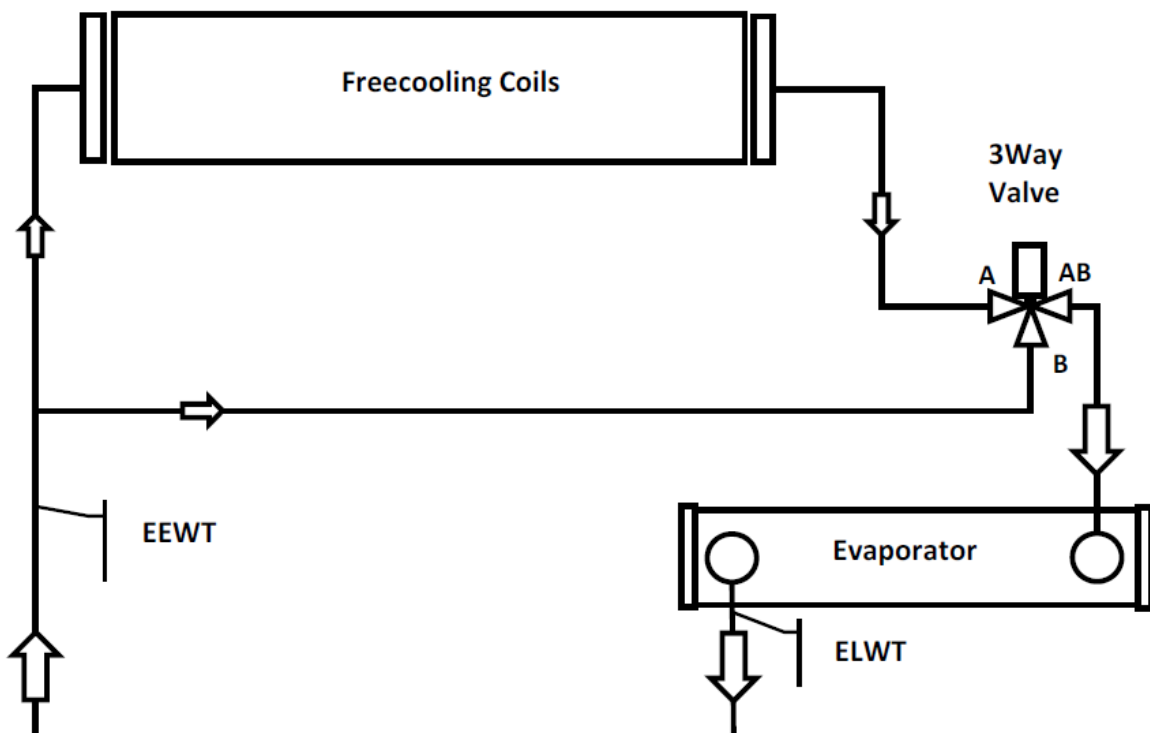 Freecooling Coils
3Way
Valve
A
AB
B
EEWT
Evaporator
ELWT